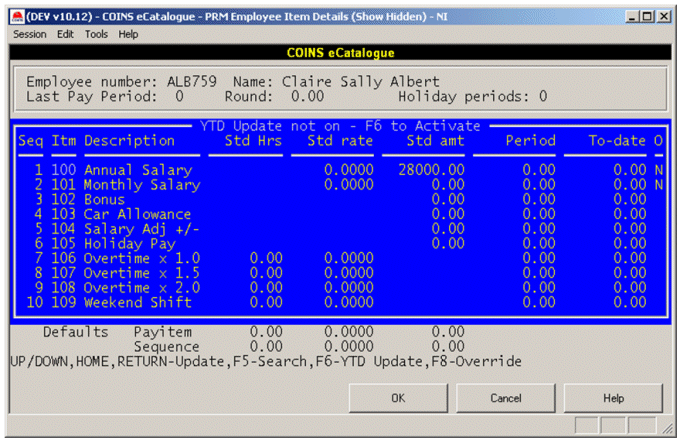 (DEV v10.12) - COINS eCatalogue - PRM Employee Item Details (Show Hidden) - NI
Session Edit Tools Help
COINS eCatalogue
Employee number: ALB759 Name: Claire Sally Albert
Last Pay Period: 0 Round: 0.00 Holiday periods: 0
YTD Update not on - F6 to Activate
Seq Itm Description Std Hrs Std rate Std amt Period To-date O
1 100 Annual Salary 0.0000 28000.00 0.00 0.00 N
2 101 Monthly Salary 0.0000 0.00 0.00 0.00 N
3 102 Bonus 0.00 0.00 0.00
4 103 Car Allowance 0.00 0.00 0.00
5 104 Salary Adj +/- 0.00 0.00 0.00
6 105 Holiday Pay 0.00 0.00 0.00
7 106 Overtime x 1.0 0.00 0.0000 0.00 0.00
8 107 Overtime x 1.5 0.00 0.0000 0.00 0.00
9 108 Overtime x 2.0 0.00 0.0000 0.00 0.00
10 109 Weekend Shift 0.00 0.0000 0.00 0.00
Defaults Payitem 0.00 0.0000 0.00
Sequence 0.00 0.0000 0.00
UP/DOWN,HOME,RETURN-Update,F5-Search,F6-YTD Update,F8-Override
OK Cancel Help